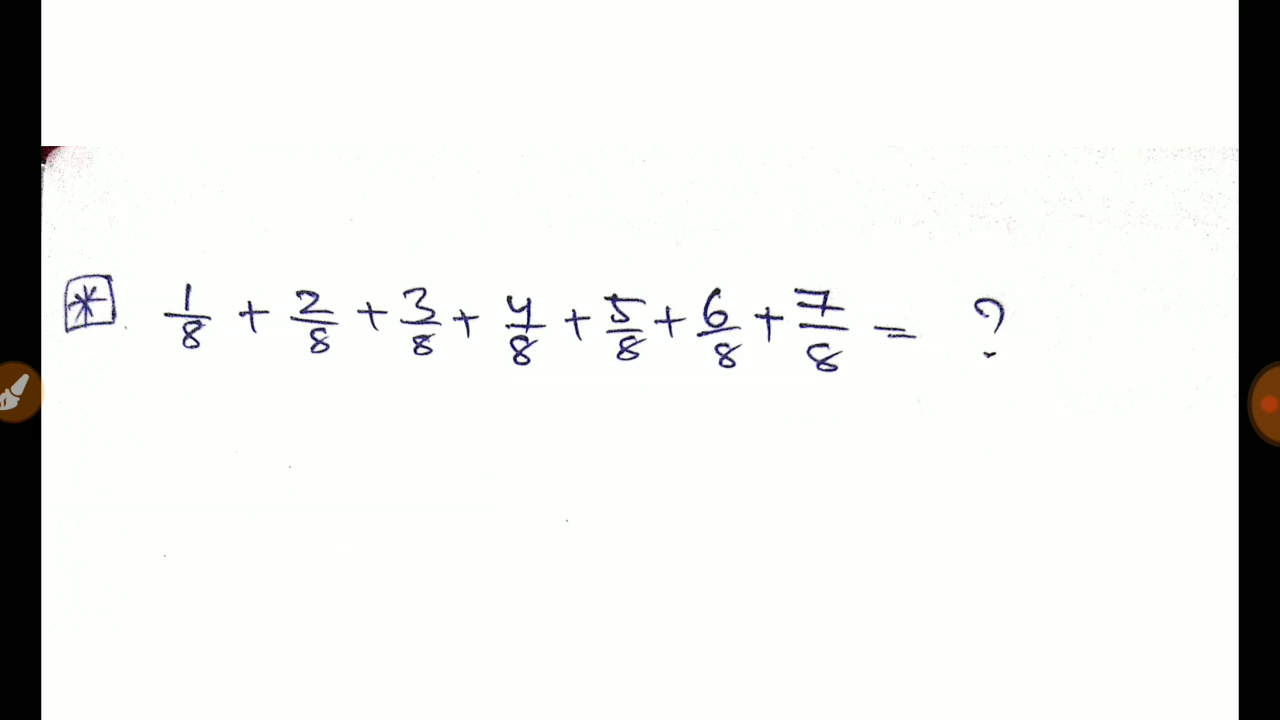 * 1/8 + 2/8 + 3/8 + 4/8 + 5/8 + 6/8 + 7/8 = ?